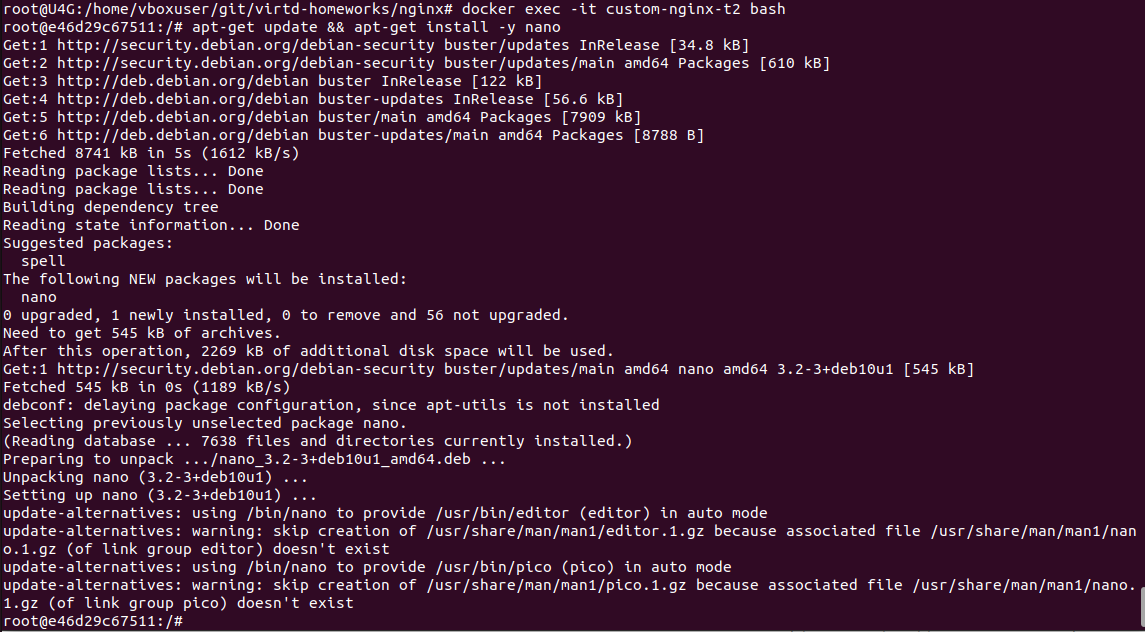 root@U4G:/home/vboxuser/git/virtd-homeworks/nginx# docker exec -it custom-nginx-t2 bash
root@e46d29c67511:/# apt-get update && apt-get install -y nano
Get:1 http://security.debian.org/debian-security buster/updates InRelease [34.8 kB]
Get:2 http://security.debian.org/debian-security buster/updates/main amd64 Packages [610 kB]
Get:3 http://deb.debian.org/debian buster InRelease [122 kB]
Get:4 http://deb.debian.org/debian buster-updates InRelease [56.6 kB]
Get:5 http://deb.debian.org/debian buster/main amd64 Packages [7909 kB]
Get:6 http://deb.debian.org/debian buster-updates/main amd64 Packages [8788 B]
Fetched 8741 kB in 5s (1612 kB/s)
Reading package lists... Done
Reading package lists... Done
Building dependency tree
Reading state information... Done
Suggested packages:
  spell
The following NEW packages will be installed:
  nano
0 upgraded, 1 newly installed, 0 to remove and 56 not upgraded.
Need to get 545 kB of archives.
After this operation, 2269 kB of additional disk space will be used.
Get:1 http://security.debian.org/debian-security buster/updates/main amd64 nano amd64 3.2-3+deb10u1 [545 kB]
Fetched 545 kB in 0s (1189 kB/s)
debconf: delaying package configuration, since apt-utils is not installed
Selecting previously unselected package nano.
(Reading database ... 7638 files and directories currently installed.)
Preparing to unpack .../nano_3.2-3+deb10u1_amd64.deb ...
Unpacking nano (3.2-3+deb10u1) ...
Setting up nano (3.2-3+deb10u1) ...
update-alternatives: using /bin/nano to provide /usr/bin/editor (editor) in auto mode
update-alternatives: warning: skip creation of /usr/share/man/man1/editor.1.gz because associated file /usr/share/man/man1/nan
o.1.gz (of link group editor) doesn't exist
update-alternatives: using /bin/nano to provide /usr/bin/pico (pico) in auto mode
update-alternatives: warning: skip creation of /usr/share/man/man1/pico.1.gz because associated file /usr/share/man/man1/nano.
1.gz (of link group pico) doesn't exist
root@e46d29c67511:/#